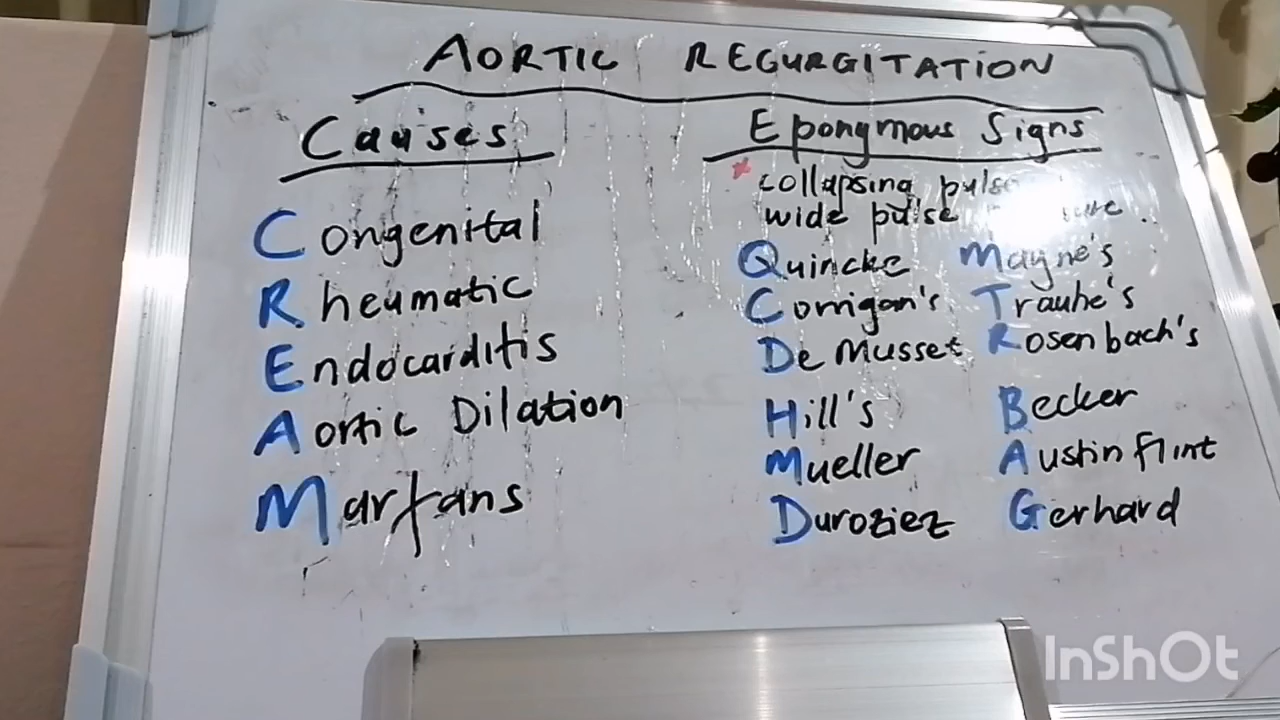 AORTIC REGURGITATION
Causes
Congenital
Rheumatic
Endocarditis
Aortic Dilation
Marfans
Eponymous Signs
* collapsing pulse
wide pulse
Quincke Mayne's
Corrigan's Traube's
De Musset Rosenbach's
Hill's Becker
Mueller Austin Flint
Duroziez Gerhard
InShOt